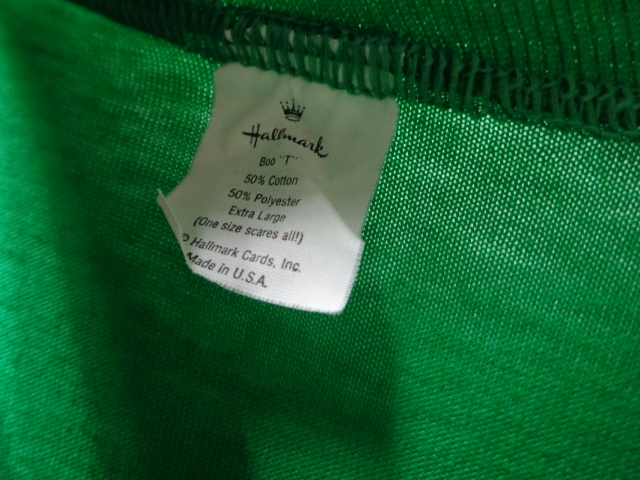 Hallmark
Boo "T"
50% Cotton
50% Polyester
Extra Large
(One size scares all!)
© Hallmark Cards, Inc.
Made in U.S.A.